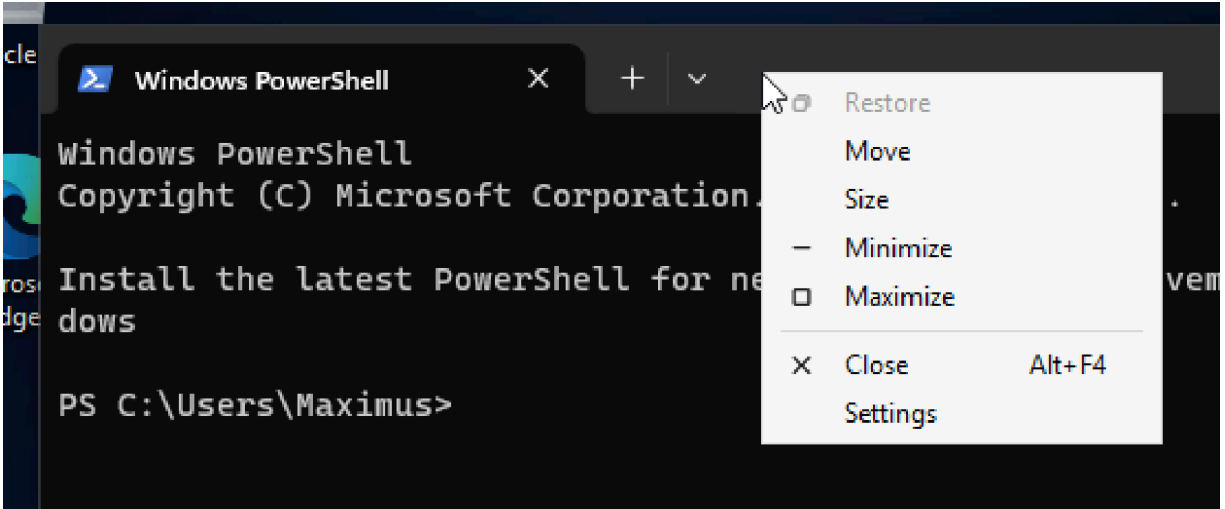 cle
Windows PowerShell
Windows PowerShell
Copyright (C) Microsoft Corporation.
Install the latest PowerShell for
dows
PS C:\Users\Maximus>
Restore
Move
Size
Minimize
Maximize
Close Alt+F4
Settings